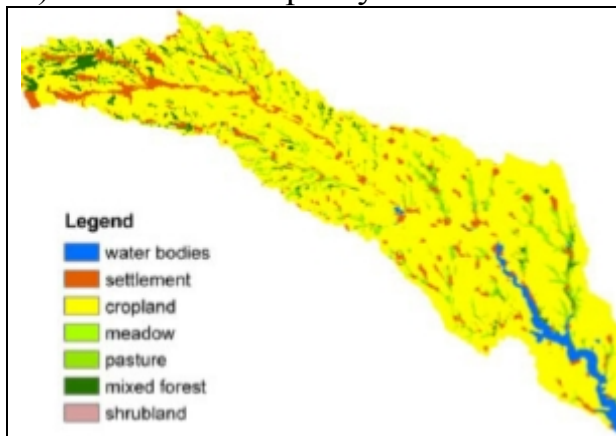 Legend
water bodies
settlement
cropland
meadow
pasture
mixed forest
shrubland